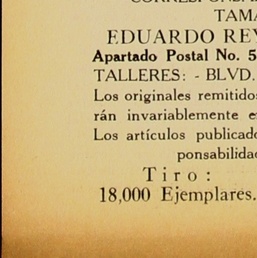 CORRESPONDEN
TAMA
EDUARDO REY
Apartado Postal No. 5
TALLERES: - BLVD.
Los originales remitidos
rán invariablemente e
Los artículos publicado
ponsabilidad
Tiro:
18,000 Ejemplares.